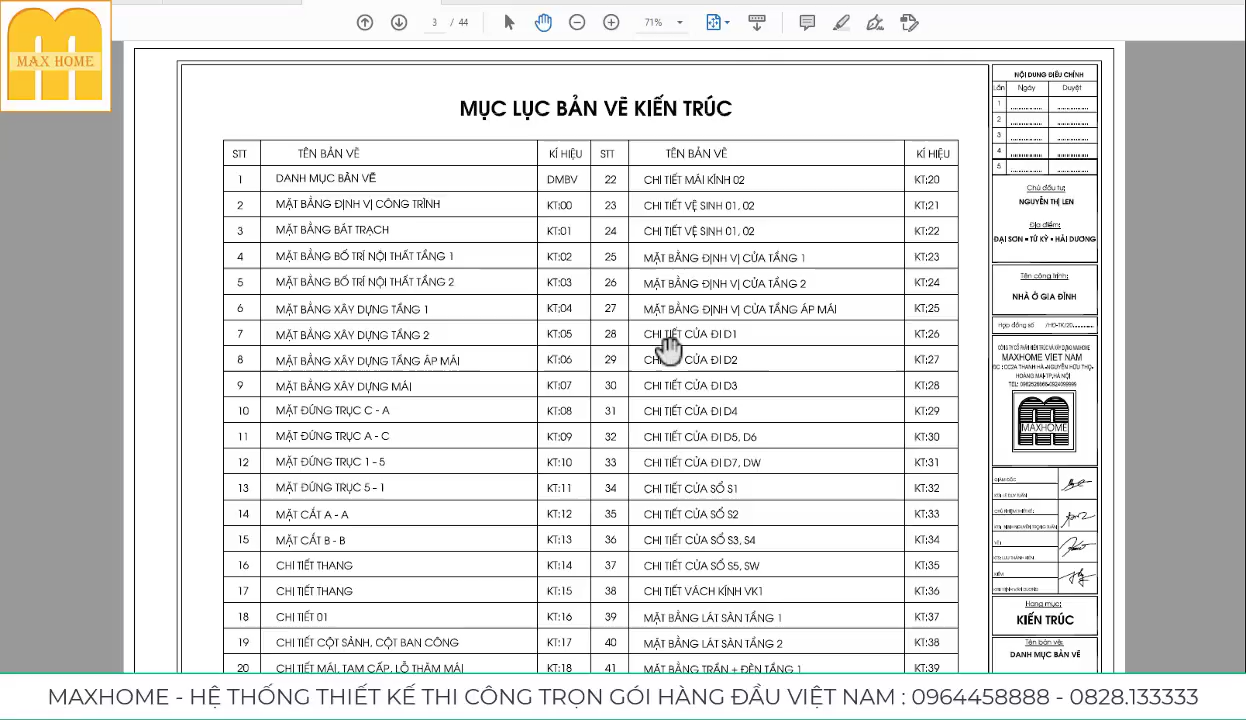 MAX HOME
3 / 44
71%
MỤC LỤC BẢN VẼ KIẾN TRÚC
STT TÊN BẢN VẼ KÍ HIỆU STT TÊN BẢN VẼ KÍ HIỆU
1 DANH MỤC BẢN VẼ DMBV 22 CHI TIẾT MÁI KÍNH 02 KT:20
2 MẶT BẰNG ĐỊNH VỊ CÔNG TRÌNH KT:00 23 CHI TIẾT VỆ SINH 01, 02 KT:21
3 MẶT BẰNG BÁT TRẠCH KT:01 24 CHI TIẾT VỆ SINH 01, 02 KT:22
4 MẶT BẰNG BỐ TRÍ NỘI THẤT TẦNG 1 KT:02 25 MẶT BẰNG ĐỊNH VỊ CỬA TẦNG 1 KT:23
5 MẶT BẰNG BỐ TRÍ NỘI THẤT TẦNG 2 KT:03 26 MẶT BẰNG ĐỊNH VỊ CỬA TẦNG 2 KT:24
6 MẶT BẰNG XÂY DỰNG TẦNG 1 KT;04 27 MẶT BẰNG ĐỊNH VỊ CỬA TẦNG ÁP MÁI KT;25
7 MẶT BẰNG XÂY DỰNG TẦNG 2 KT:05 28 CHI TIẾT CỬA ĐI D1 KT:26
8 MẶT BẰNG XÂY DỰNG TẦNG ÁP MÁI KT:06 29 CỬA ĐI D2 KT:27
9 MẶT BẰNG XÂY DỰNG MÁI KT:07 30 CHI TIẾT CỬA ĐI D3 KT:28
10 MẶT ĐỨNG TRỤC C - A KT:08 31 CHI TIẾT CỬA ĐI D4 KT:29
11 MẶT ĐỨNG TRỤC A - C KT:09 32 CHI TIẾT CỬA ĐI D5, D6 KT:30
12 MẶT ĐỨNG TRỤC 1 - 5 KT:10 33 CHI TIẾT CỬA ĐI D7, DW KT:31
13 MẶT ĐỨNG TRỤC 5 - 1 KT:11 34 CHI TIẾT CỬA SỔ S1 KT:32
14 MẶT CẮT A - A KT:12 35 CHI TIẾT CỬA SỔ S2 KT:33
15 MẶT CẮT B - B KT:13 36 CHI TIẾT CỬA SỔ S3, S4 KT:34
16 CHI TIẾT THANG KT:14 37 CHI TIẾT CỬA SỔ S5, SW KT:35
17 CHI TIẾT THANG KT:15 38 CHI TIẾT VÁCH KÍNH VK1 KT:36
18 CHI TIẾT 01 KT:16 39 MẶT BẰNG LÁT SÀN TẦNG 1 KT:37
19 CHI TIẾT CỘT SẢNH, CỘT BAN CÔNG KT:17 40 MẶT BẰNG LÁT SÀN TẦNG 2 KT:38
20 CHI TIẾT MÁI, TAM CẤP, LỖ THĂM MÁI KT:18 41 MẶT BẰNG TRẦN + ĐÈN TẦNG 1 KT:39
NỘI DUNG ĐIỀU CHỈNH
Lần Ngày Duyệt
1
2
3
4
5
Chủ đầu tư:
NGUYỄN THỊ LEN
Địa điểm:
ĐẠI SƠN - TỨ KỲ - HẢI DƯƠNG
Tên công trình:
NHÀ Ở GIA ĐÌNH
Hợp đồng số /HĐ-TK/20
MAXHOME VIỆT NAM
HOÀNG MAI-TP.HÀ NỘI
MAXHOME
GIÁM ĐỐC
Hạng mục:
KIẾN TRÚC
Tên bản vẽ:
DANH MỤC BẢN VẼ
MAXHOME - HỆ THỐNG THIẾT KẾ THI CÔNG TRỌN GÓI HÀNG ĐẦU VIỆT NAM : 0964458888 - 0828.133333